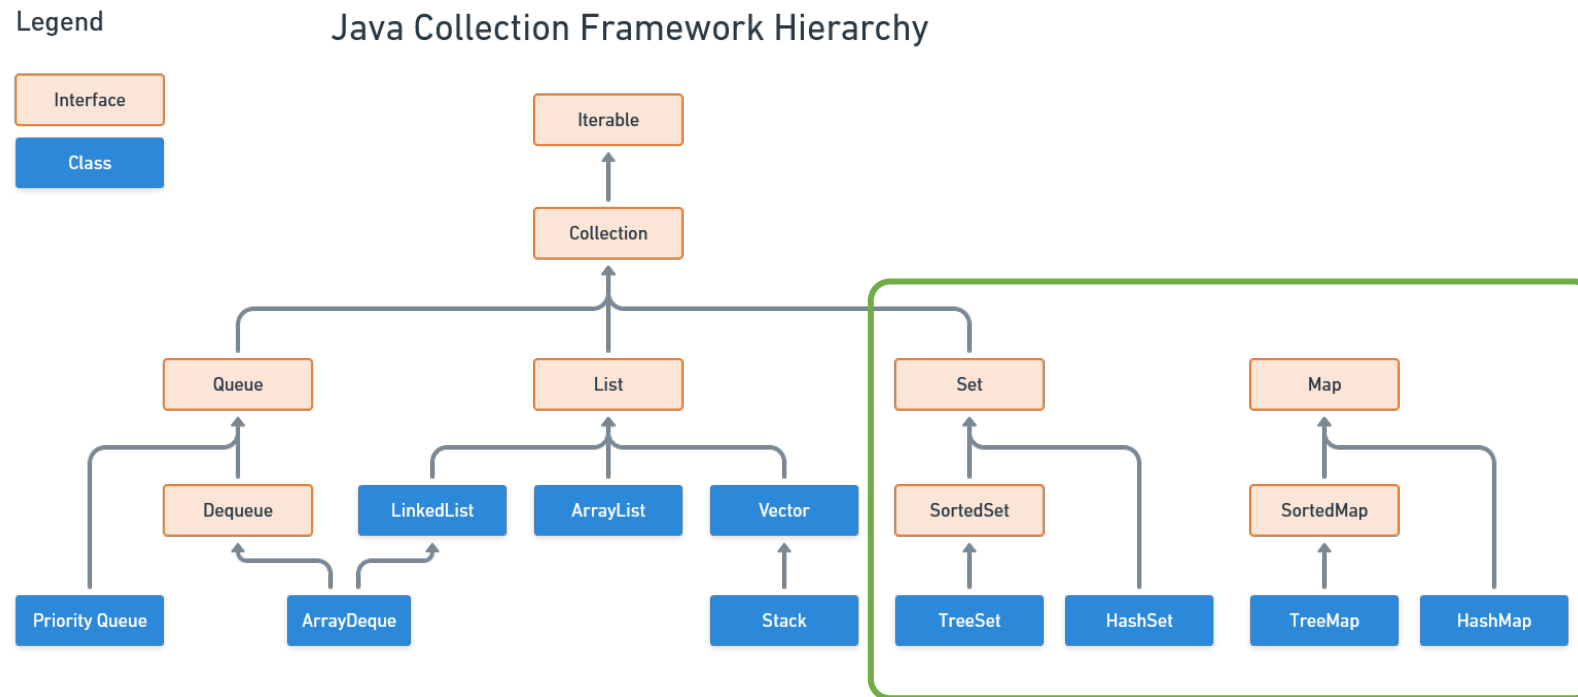 Legend
Java Collection Framework Hierarchy
Interface
Class
Iterable
Collection
Queue
List
Set
Map
Dequeue
LinkedList
ArrayList
Vector
SortedSet
SortedMap
Priority Queue
ArrayDeque
Stack
TreeSet
HashSet
TreeMap
HashMap